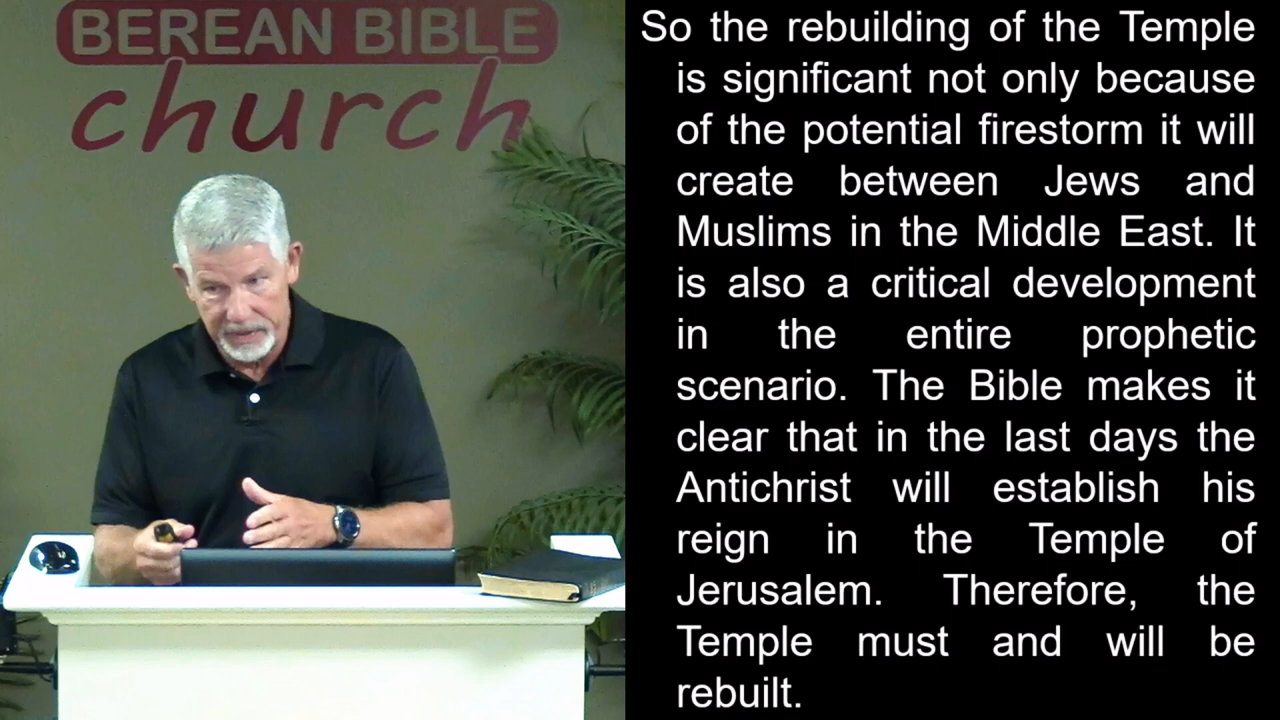 BEREAN BIBLE
church
So the rebuilding of the Temple
is significant not only because
of the potential firestorm it will
create between Jews and
Muslims in the Middle East. It
is also a critical development
in the entire prophetic
scenario. The Bible makes it
clear that in the last days the
Antichrist will establish his
reign in the Temple of
Jerusalem. Therefore, the
Temple must and will be
rebuilt.